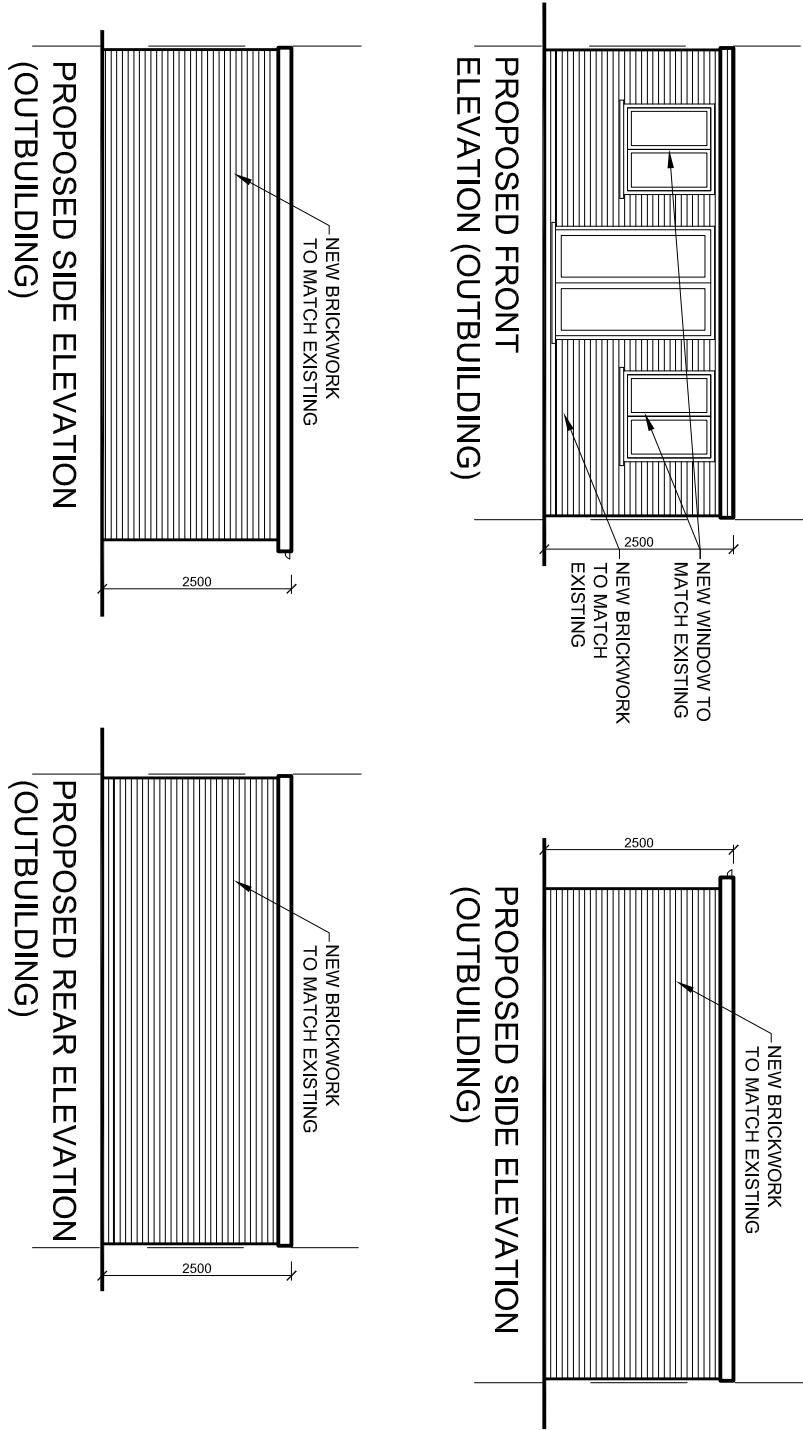 2500
NEW WINDOW TO
MATCH EXISTING
NEW BRICKWORK
TO MATCH
EXISTING
PROPOSED FRONT
ELEVATION (OUTBUILDING)
NEW BRICKWORK
TO MATCH EXISTING
2500
PROPOSED SIDE ELEVATION
(OUTBUILDING)
NEW BRICKWORK
TO MATCH EXISTING
2500
PROPOSED SIDE ELEVATION
(OUTBUILDING)
NEW BRICKWORK
TO MATCH EXISTING
2500
PROPOSED REAR ELEVATION
(OUTBUILDING)